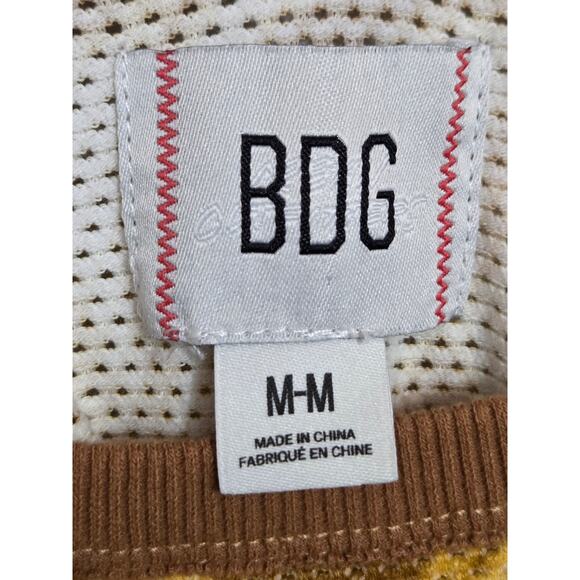 BDG
M-M
MADE IN CHINA
FABRIQUÉ EN CHINE